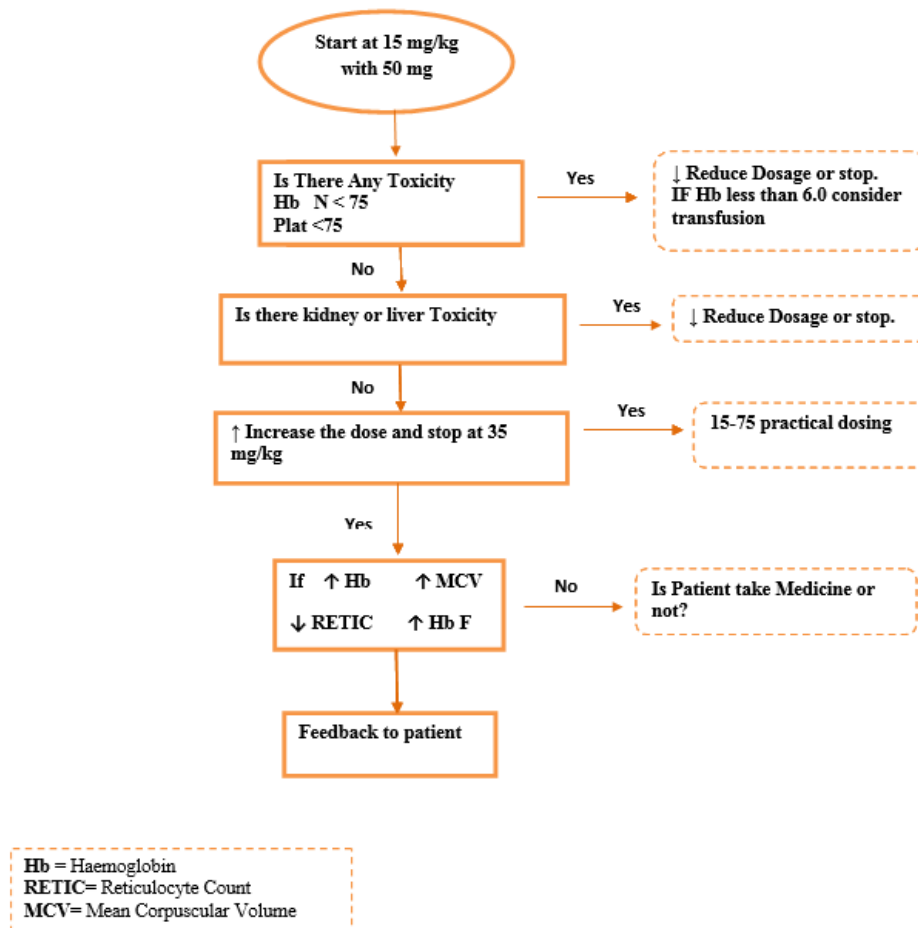 Start at 15 mg/kg
with 50 mg
Is There Any Toxicity
Hb N < 75
Plat <75
Yes
↓ Reduce Dosage or stop.
IF Hb less than 6.0 consider
transfusion
No
Is there kidney or liver Toxicity
Yes
↓ Reduce Dosage or stop.
No
↑ Increase the dose and stop at 35
mg/kg
Yes
15-75 practical dosing
Yes
If ↑ Hb ↑ MCV
↓ RETIC ↑ Hb F
No
Is Patient take Medicine or
not?
Feedback to patient
Hb = Haemoglobin
RETIC= Reticulocyte Count
MCV= Mean Corpuscular Volume